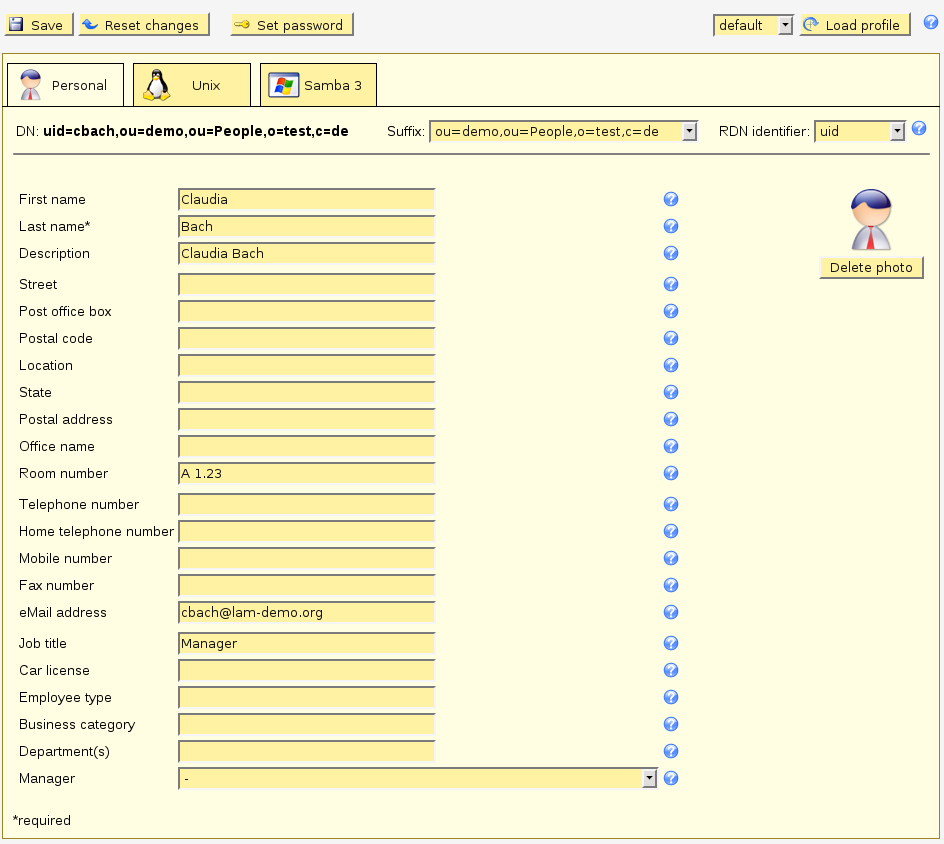 Save Reset changes Set password default Load profile
Personal Unix Samba 3
DN: uid=cbach,ou=demo,ou=People,o=test,c=de Suffix: ou=demo,ou=People,o=test,c=de RDN identifier: uid
First name Claudia
Last name* Bach
Description Claudia Bach
Delete photo
Street
Post office box
Postal code
Location
State
Postal address
Office name
Room number A 1.23
Telephone number
Home telephone number
Mobile number
Fax number
eMail address cbach@lam-demo.org
Job title Manager
Car license
Employee type
Business category
Department(s)
Manager -
*required